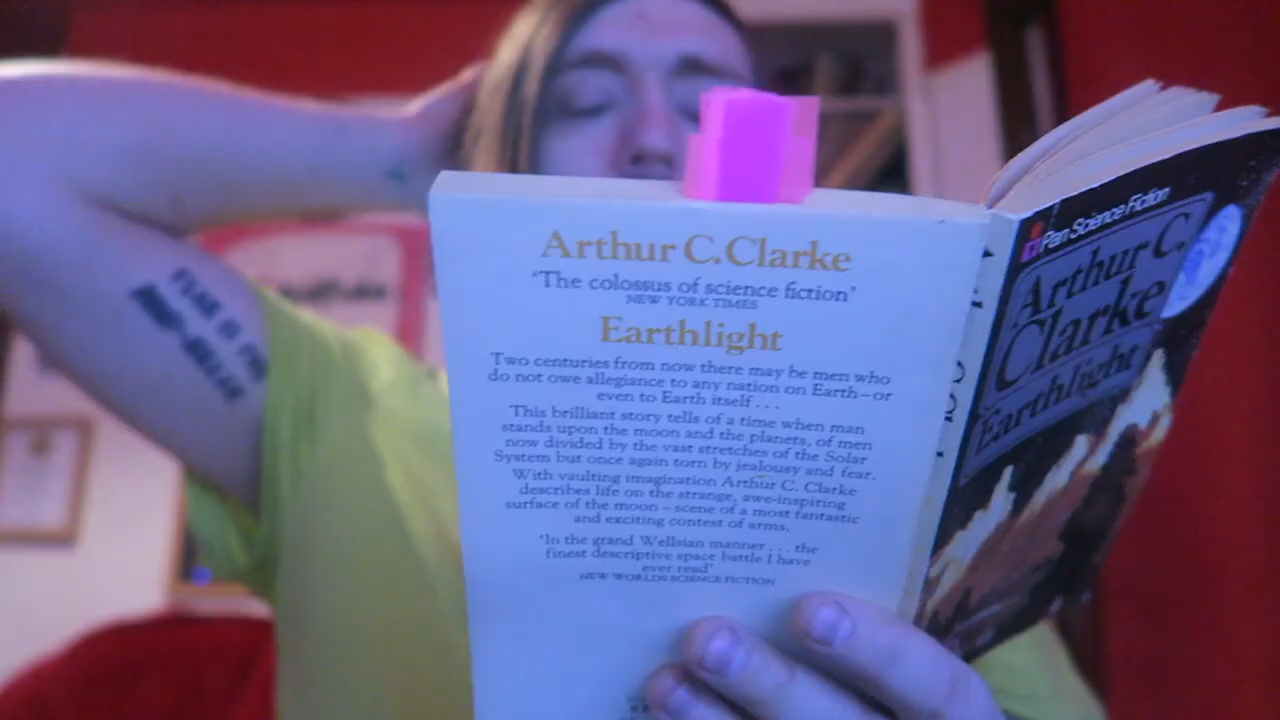 Arthur C. Clarke
'The colossus of science fiction'
NEW YORK TIMES
Earthlight
Two centuries from now there may be men who
do not owe allegiance to any nation on Earth – or
even to Earth itself . . .
This brilliant story tells of a time when man
stands upon the moon and the planets, of men
now divided by the vast stretches of the Solar
System but once again torn by jealousy and fear.
With vaulting imagination Arthur C. Clarke
describes life on the strange, awe-inspiring
surface of the moon – scene of a most fantastic
and exciting contest of arms.
'In the grand Wellsian manner . . . the
finest descriptive space battle I have
ever read'
NEW WORLDS SCIENCE FICTION
Pan Science Fiction
Arthur C.
Clarke
Earthlight
FEAR IS THE
MIND-KILLER